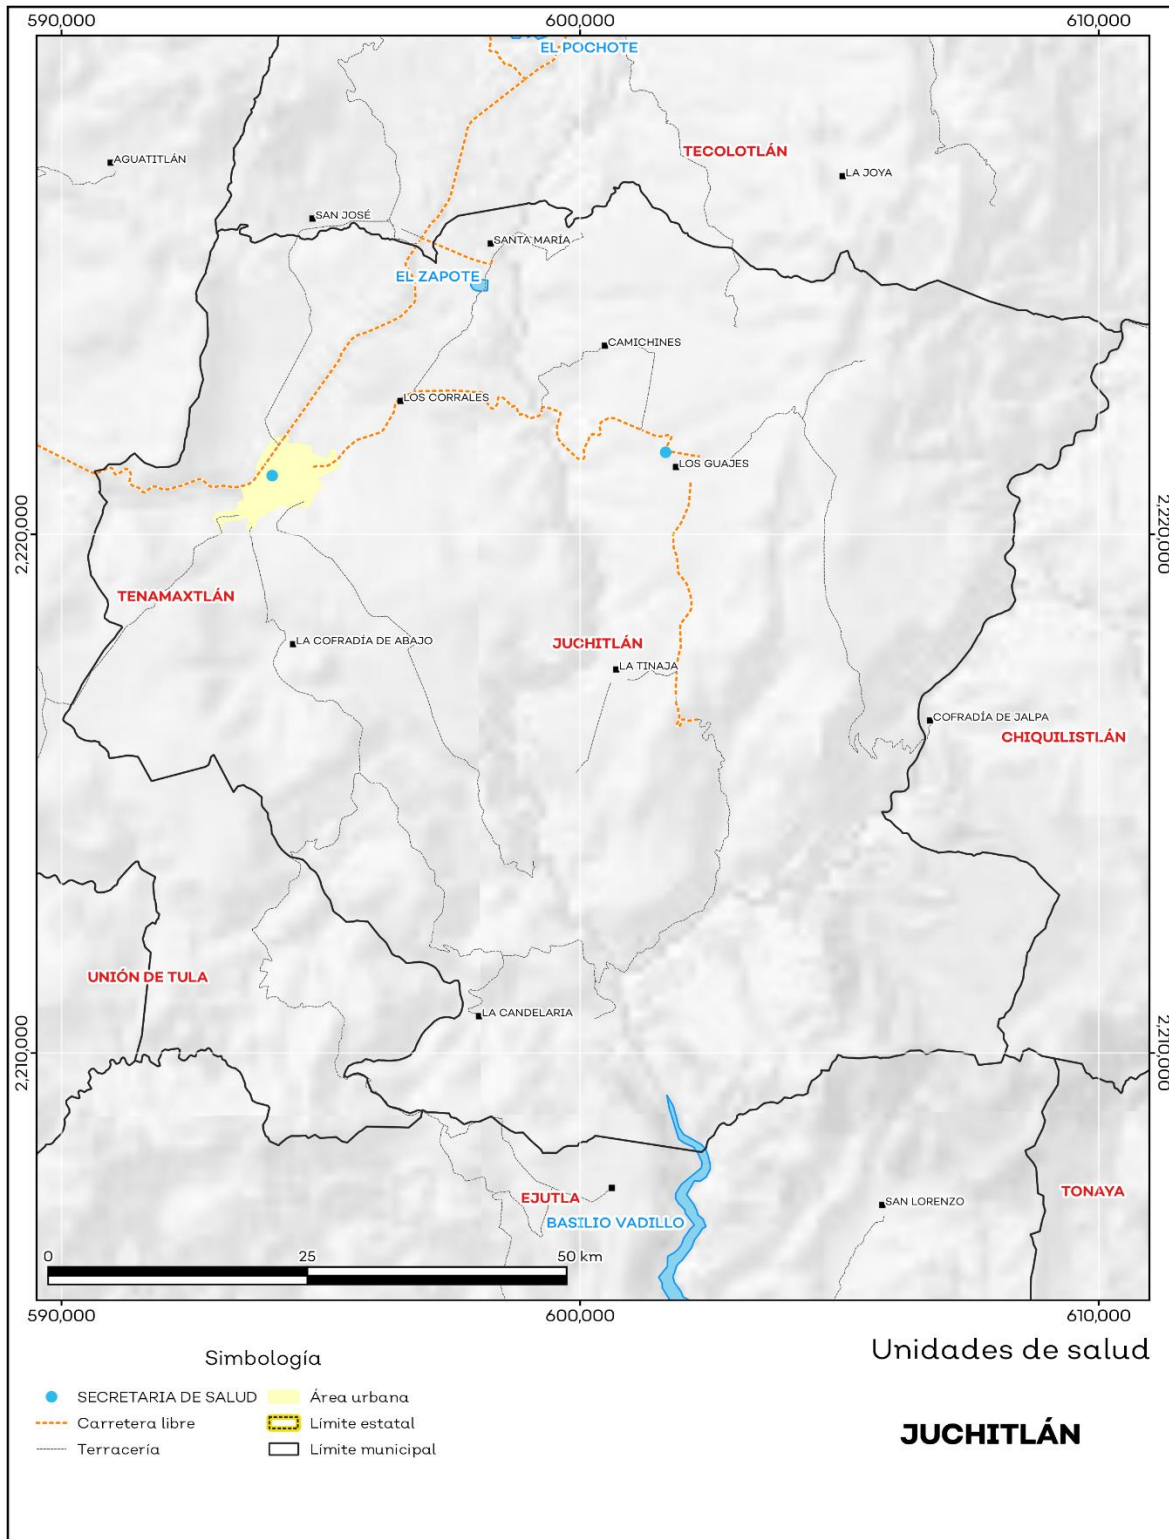 590,000
600,000
610,000
EL POCHOTE
TECOLOTLÁN
AGUATITLÁN
LA JOYA
SAN JOSÉ
SANTA MARÍA
EL ZAPOTE
CAMICHINES
LOS CORRALES
LOS GUAJES
2,220,000
2,220,000
TENAMAXTLÁN
LA COFRADÍA DE ABAJO
JUCHITLÁN
LA TINAJA
COFRADÍA DE JALPA
CHIQUILISTLÁN
UNIÓN DE TULA
LA CANDELARIA
2,210,000
2,210,000
EJUTLA
SAN LORENZO
TONAYA
BASILIO VADILLO
0
25
50 km
590,000
600,000
610,000
Simbología
SECRETARIA DE SALUD
Carretera libre
Terracería
Área urbana
Límite estatal
Límite municipal
Unidades de salud
JUCHITLÁN